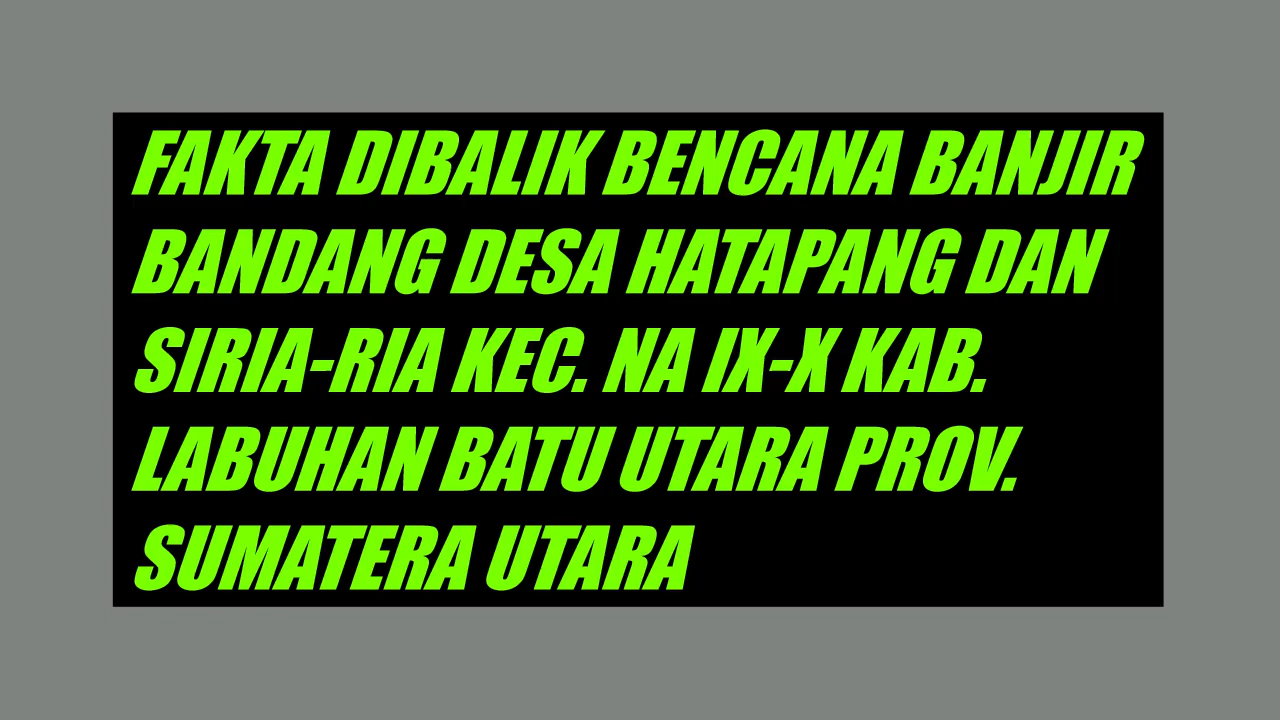 FAKTA DIBALIK BENCANA BANJIR
BANDANG DESA HATAPANG DAN
SIRIA-RIA KEC. NA IX-X KAB.
LABUHAN BATU UTARA PROV.
SUMATERA UTARA